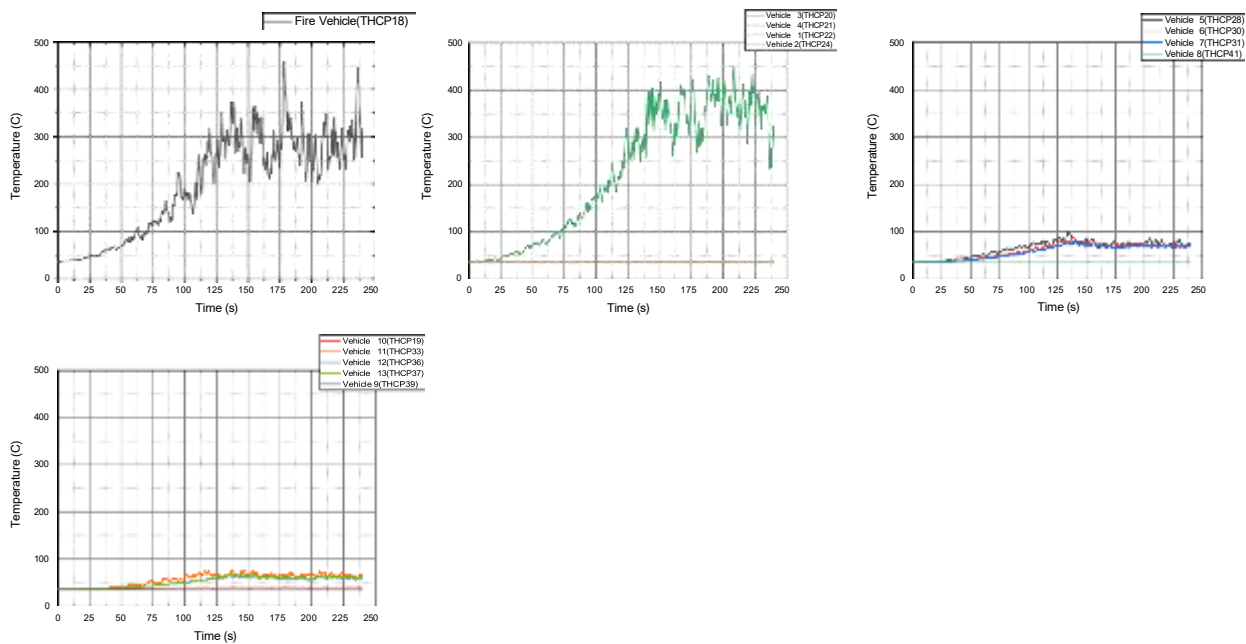 Fire Vehicle(THCP18)
500
400
300
200
100
0
Temperature (C)
0 25 50 75 100 125 150 175 200 225 250
Time (s)
Vehicle 3(THCP20)
Vehicle 4(THCP21)
Vehicle 1(THCP22)
Vehicle 2(THCP24)
500
400
300
200
100
0
Temperature (C)
0 25 50 75 100 125 150 175 200 225 250
Time (s)
Vehicle 5(THCP28)
Vehicle 6(THCP30)
Vehicle 7(THCP31)
Vehicle 8(THCP41)
500
400
300
200
100
0
Temperature (C)
0 25 50 75 100 125 150 175 200 225 250
Time (s)
Vehicle 10(THCP19)
Vehicle 11(THCP33)
Vehicle 12(THCP36)
Vehicle 13(THCP37)
Vehicle 9(THCP39)
500
400
300
200
100
0
Temperature (C)
0 25 50 75 100 125 150 175 200 225 250
Time (s)